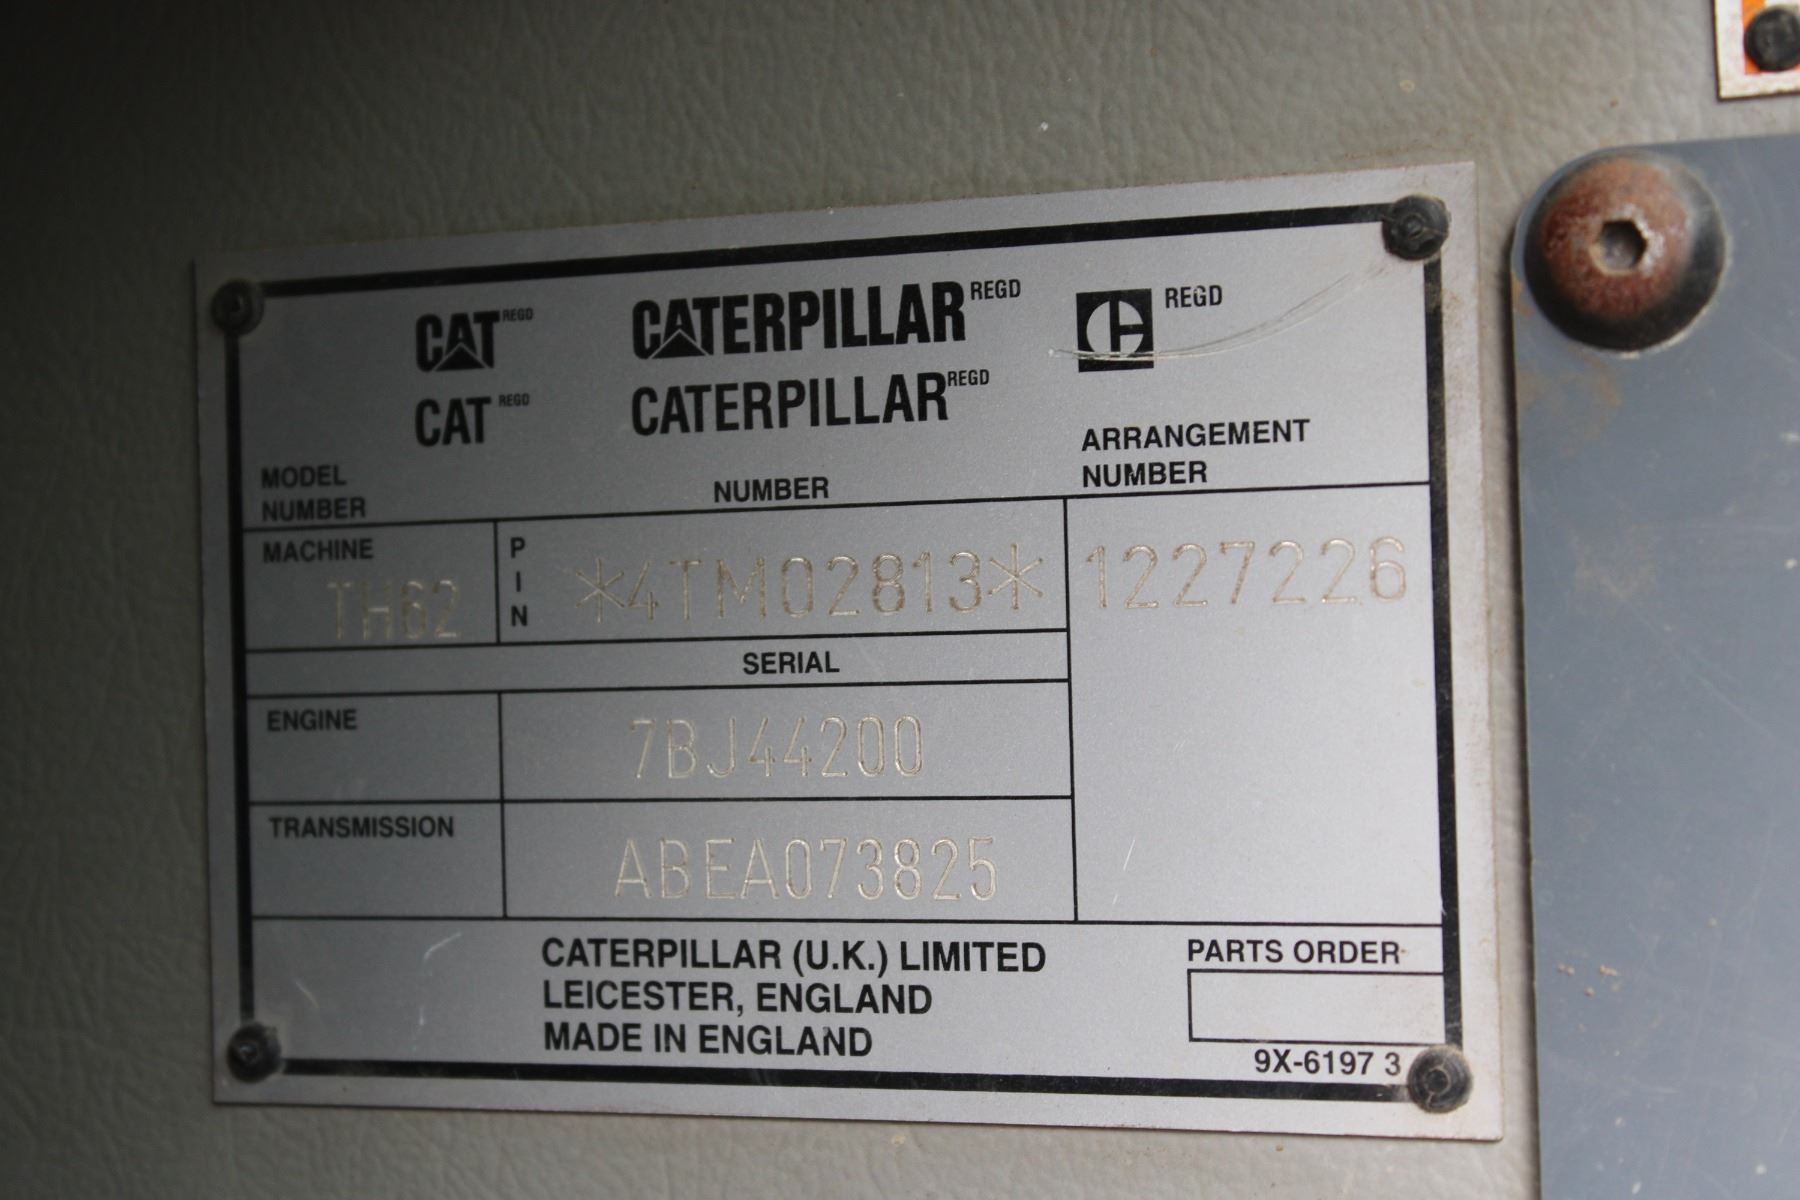 CAT REGD CATERPILLAR REGD REGD
CAT REGD CATERPILLAR REGD
MODEL NUMBER
NUMBER
ARRANGEMENT NUMBER
MACHINE
TH62
PIN
*4TM02813*
1227226
SERIAL
ENGINE
7BJ44200
TRANSMISSION
ABEA073825
CATERPILLAR (U.K.) LIMITED
LEICESTER, ENGLAND
MADE IN ENGLAND
PARTS ORDER
9X-6197 3